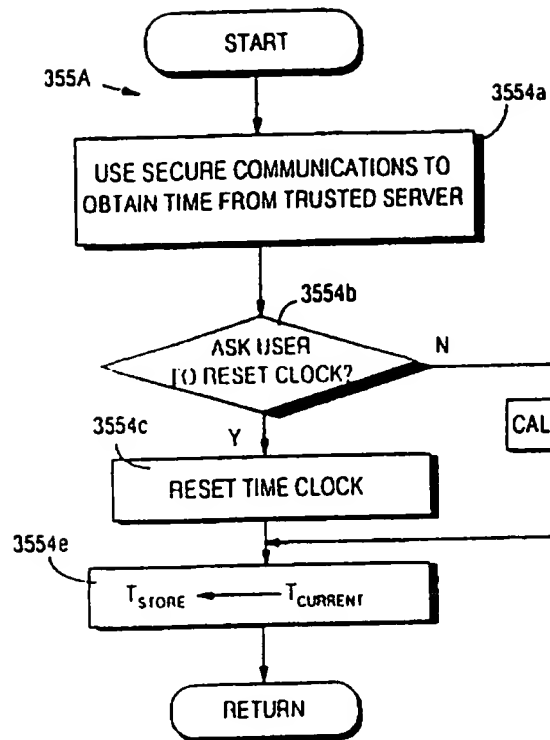 START
355A
3554a
USE SECURE COMMUNICATIONS TO
OBTAIN TIME FROM TRUSTED SERVER
3554b
ASK USER
TO RESET CLOCK?
N
Y
CAL
3554c
RESET TIME CLOCK
3554e
TSTORE ← TCURRENT
RETURN